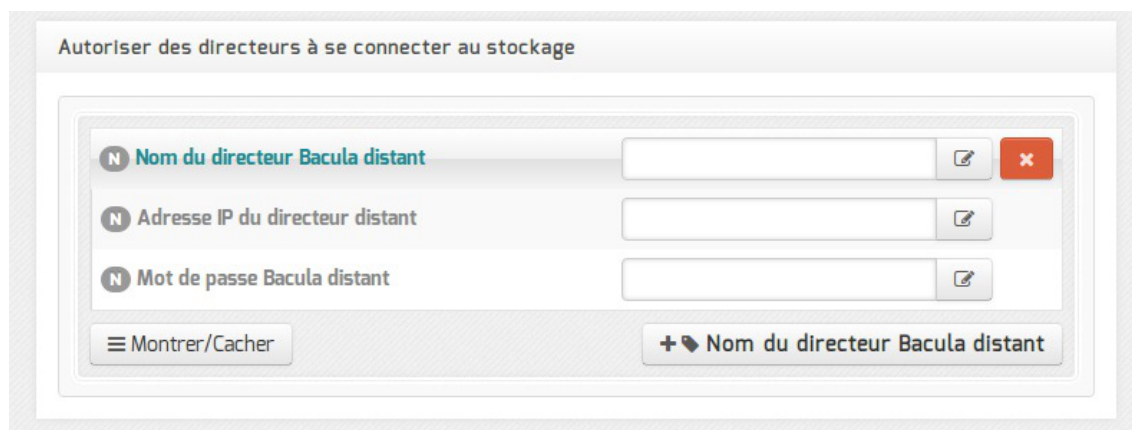 Autoriser des directeurs à se connecter au stockage
N Nom du directeur Bacula distant
N Adresse IP du directeur distant
N Mot de passe Bacula distant
Montrer/Cacher
Nom du directeur Bacula distant